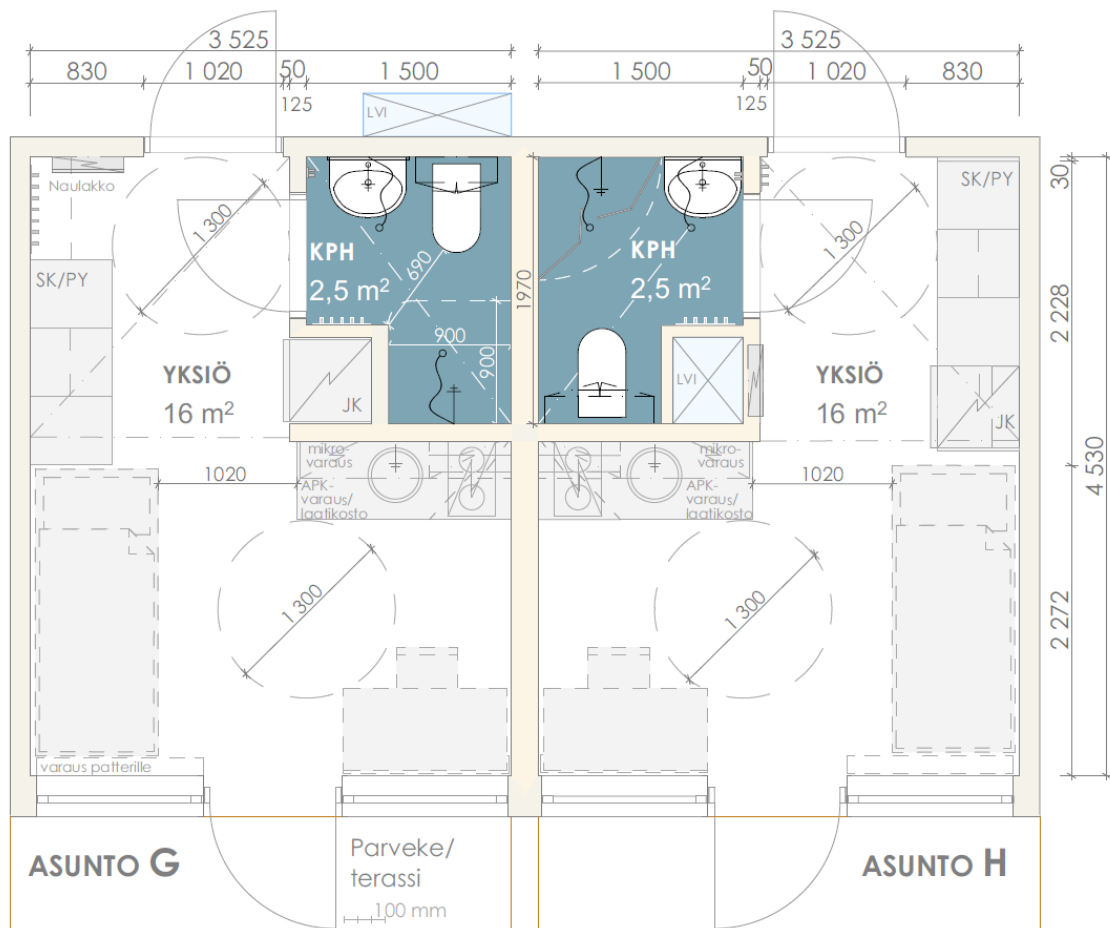 3 525
3 525
830
1 020
50
1 500
1 500
50
1 020
830
125
125
LVI
Naulakko
SK/PY
30
1 300
1 300
KPH
2,5 m²
KPH
2,5 m²
690
1970
SK/PY
2 228
900
900
YKSIÖ
16 m²
JK
LVI
YKSIÖ
16 m²
JK
mikro-
varaus
mikro-
varaus
1020
1020
APK-
varaus/
laatikosto
APK-
varaus/
laatikosto
4 530
1 300
1 300
2 272
varaus patterille
ASUNTO G
Parveke/
terassi
100 mm
ASUNTO H